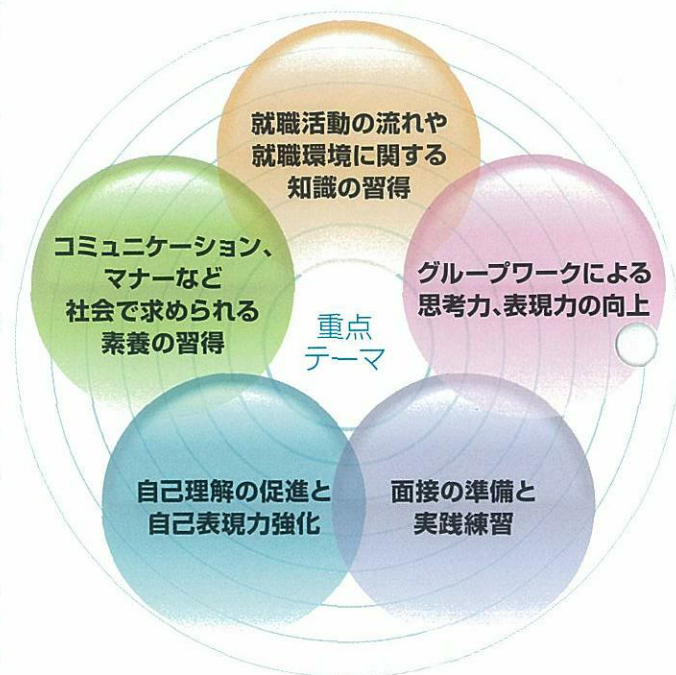 就職活動の流れや
就職環境に関する
知識の習得
コミュニケーション、
マナーなど
社会で求められる
素養の習得
グループワークによる
思考力、表現力の向上
重点
テーマ
自己理解の促進と
自己表現力強化
面接の準備と
実践練習